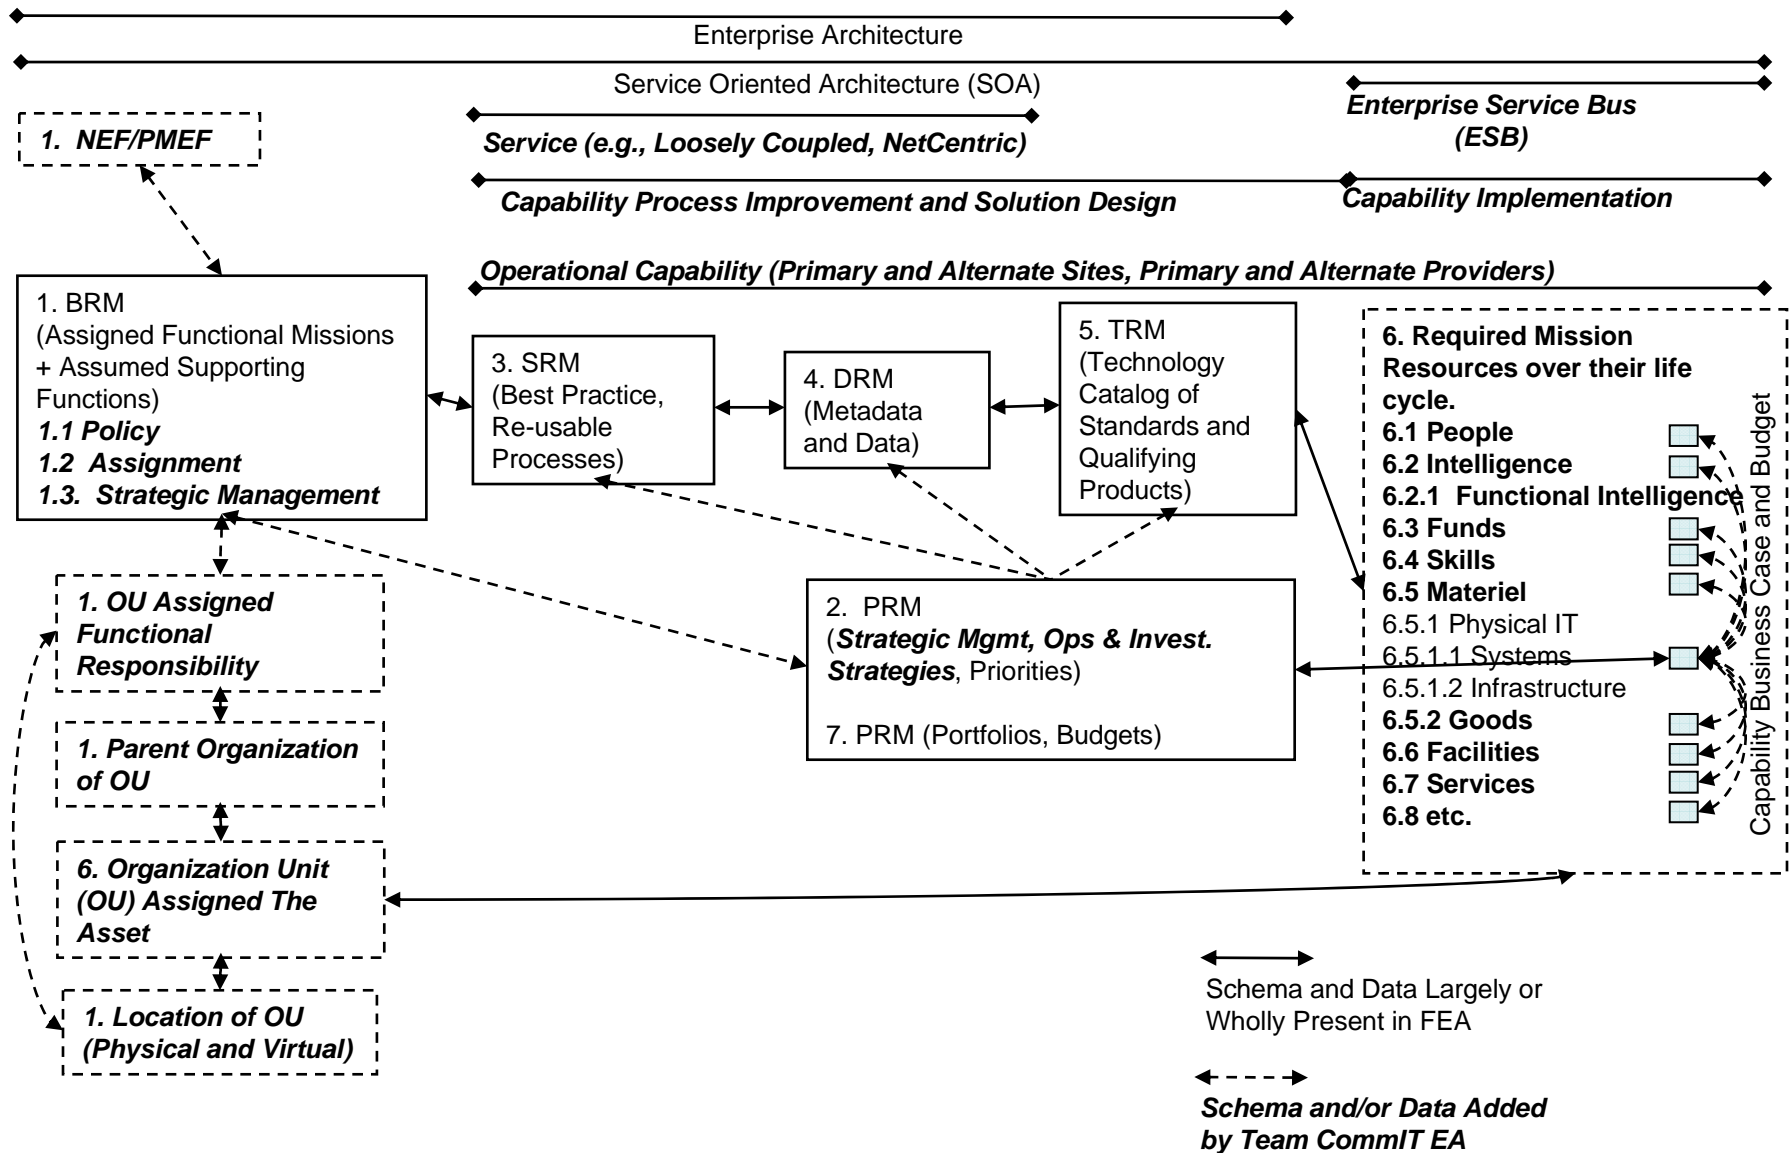 Enterprise Architecture
Service Oriented Architecture (SOA)
Enterprise Service Bus
(ESB)
1. NEF/PMEF
Service (e.g., Loosely Coupled, NetCentric)
Capability Process Improvement and Solution Design
Capability Implementation
Operational Capability (Primary and Alternate Sites, Primary and Alternate Providers)
1. BRM
(Assigned Functional Missions
+ Assumed Supporting
Functions)
1.1 Policy
1.2 Assignment
1.3. Strategic Management
3. SRM
(Best Practice,
Re-usable
Processes)
4. DRM
(Metadata
and Data)
5. TRM
(Technology
Catalog of
Standards and
Qualifying
Products)
6. Required Mission
Resources over their life
cycle.
6.1 People
6.2 Intelligence
6.2.1 Functional Intelligence
6.3 Funds
6.4 Skills
6.5 Materiel
6.5.1 Physical IT
6.5.1.1 Systems
6.5.1.2 Infrastructure
6.5.2 Goods
6.6 Facilities
6.7 Services
6.8 etc.
Capability Business Case and Budget
1. OU Assigned
Functional
Responsibility
1. Parent Organization
of OU
6. Organization Unit
(OU) Assigned The
Asset
1. Location of OU
(Physical and Virtual)
2. PRM
(Strategic Mgmt, Ops & Invest.
Strategies, Priorities)
7. PRM (Portfolios, Budgets)
Schema and Data Largely or
Wholly Present in FEA
Schema and/or Data Added
by Team CommIT EA